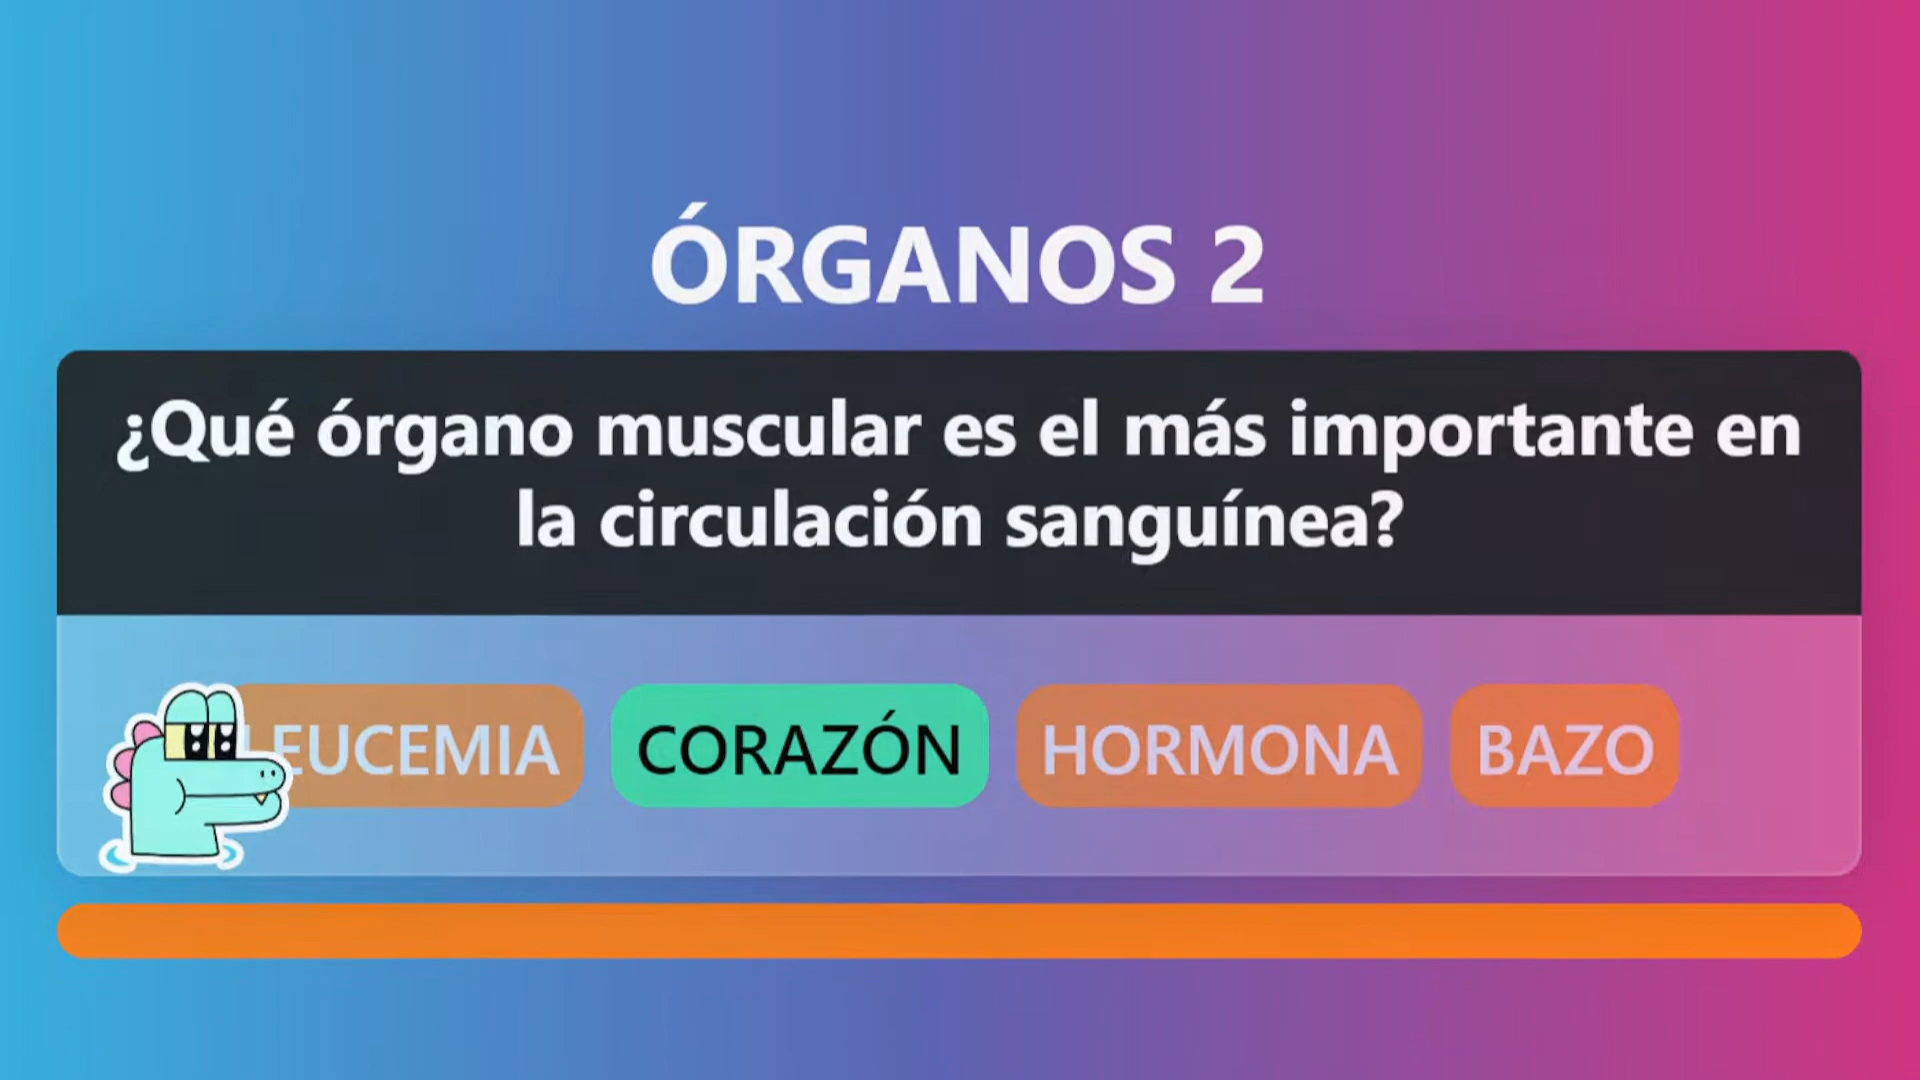 ÓRGANOS 2
¿Qué órgano muscular es el más importante en
la circulación sanguínea?
LEUCEMIA
CORAZÓN
HORMONA
BAZO